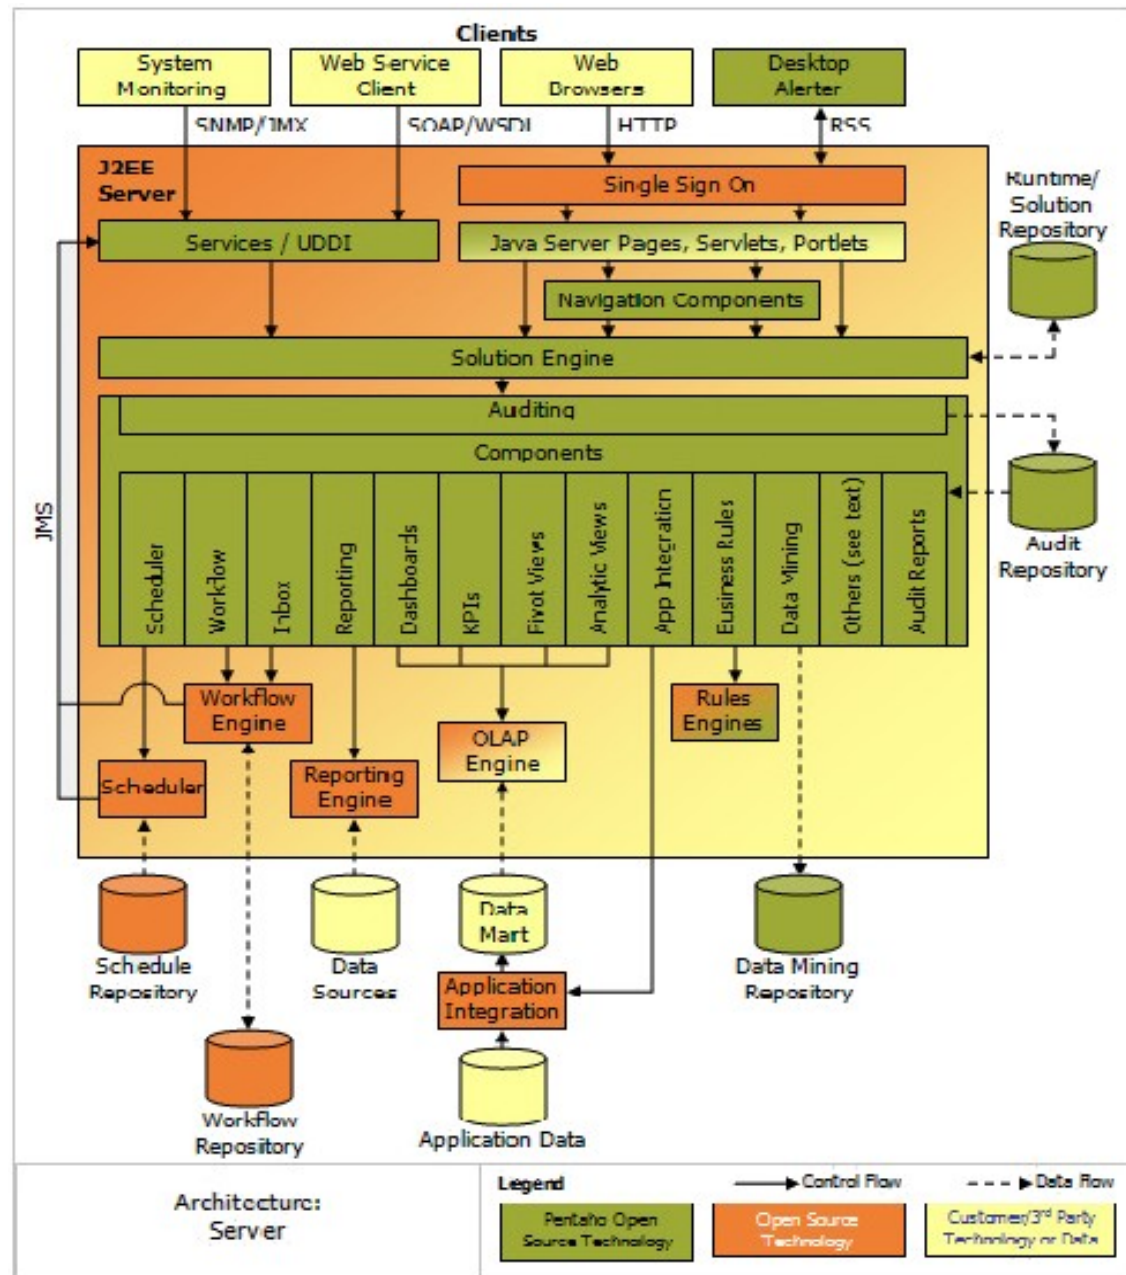 Clients
System
Monitoring
Web Service
Client
Web
Browsers
Desktop
Alerter
SNMP/JMX
SOAP/WSDL
HTTP
RSS
J2EE
Server
Single Sign On
Runtime/
Solution
Repository
Services / UDDI
Java Server Pages, Servlets, Portlets
Navigation Components
Solution Engine
Auditing
Components
JMS
Scheduler
Workflow
Inbox
Reporting
Dashboards
KPIs
Pivot Views
Analytic Views
App Integration
Business Rules
Data Mining
Others (see text)
Audit Reports
Audit
Repository
Workflow
Engine
Rules
Engines
OLAP
Engine
Scheduler
Reporting
Engine
Schedule
Repository
Data
Sources
Data
Mart
Data Mining
Repository
Application
Integration
Workflow
Repository
Application Data
Architecture:
Server
Legend
Control Flow
Data Flow
Pentaho Open
Source Technology
Open Source
Technology
Customer/3rd Party
Technology or Data